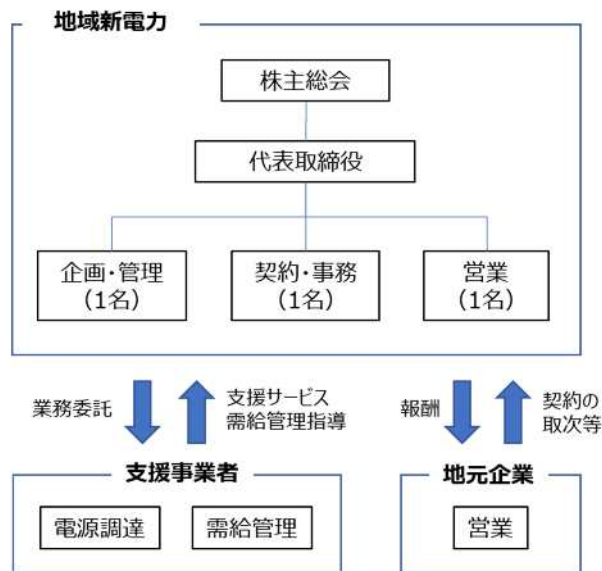 地域新電力
株主総会
代表取締役
企画・管理
(1名)
契約・事務
(1名)
営業
(1名)
業務委託
支援サービス
需給管理指導
報酬
契約の
取次等
支援事業者
電源調達
需給管理
地元企業
営業